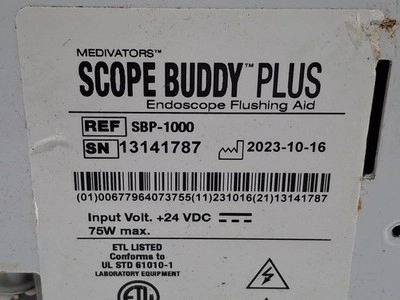 MEDIVATORS™
SCOPE BUDDY™ PLUS
Endoscope Flushing Aid
REF SBP-1000
SN 13141787 2023-10-16
(01)00677964073755(11)231016(21)13141787
Input Volt. +24 VDC
75W max.
ETL LISTED
Conforms to
UL STD 61010-1
LABORATORY EQUIPMENT
ETL